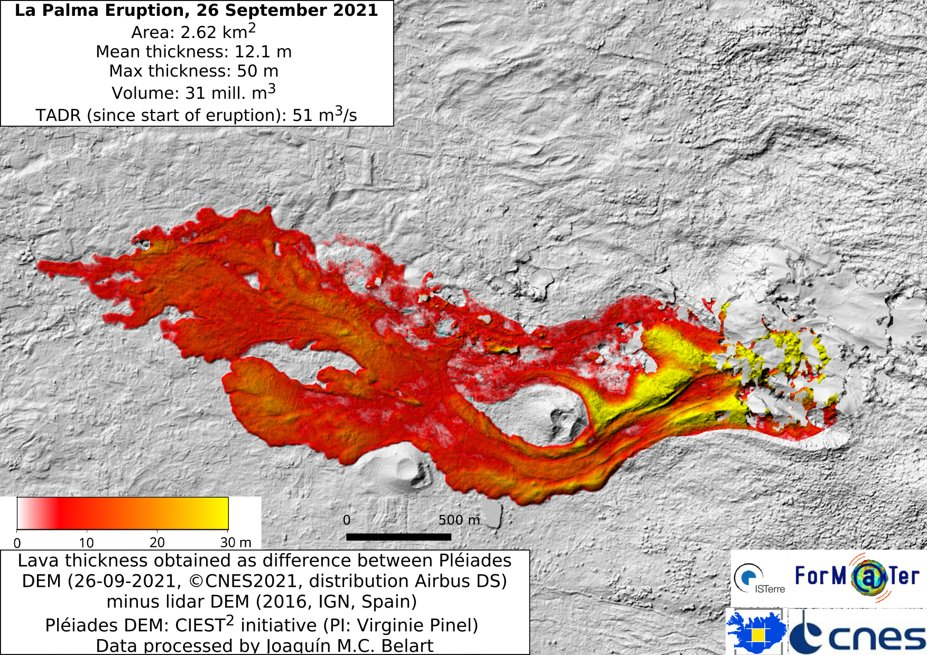 La Palma Eruption, 26 September 2021
Area: 2.62 km²
Mean thickness: 12.1 m
Max thickness: 50 m
Volume: 31 mill. m³
TADR (since start of eruption): 51 m³/s
0 10 20 30 m
0 500 m
Lava thickness obtained as difference between Pléiades
DEM (26-09-2021, ©CNES2021, distribution Airbus DS)
minus lidar DEM (2016, IGN, Spain)
Pléiades DEM: CIEST² initiative (PI: Virginie Pinel)
Data processed by Joaquín M.C. Belart
ISTerre
ForM@Ter
cnes